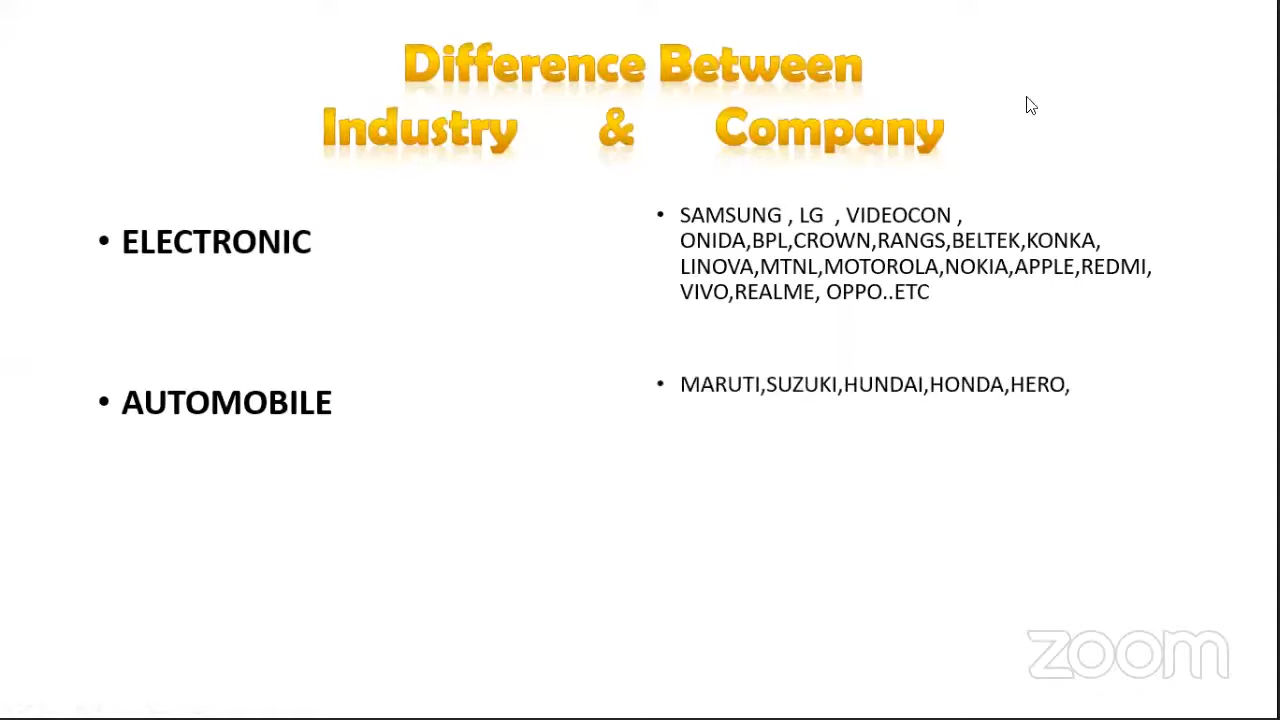 Difference Between
Industry & Company
• ELECTRONIC
• SAMSUNG , LG , VIDEOCON ,
ONIDA,BPL,CROWN,RANGS,BELTEK,KONKA,
LINOVA,MTNL,MOTOROLA,NOKIA,APPLE,REDMI,
VIVO,REALME, OPPO..ETC
• AUTOMOBILE
• MARUTI,SUZUKI,HUNDAI,HONDA,HERO,
zoom